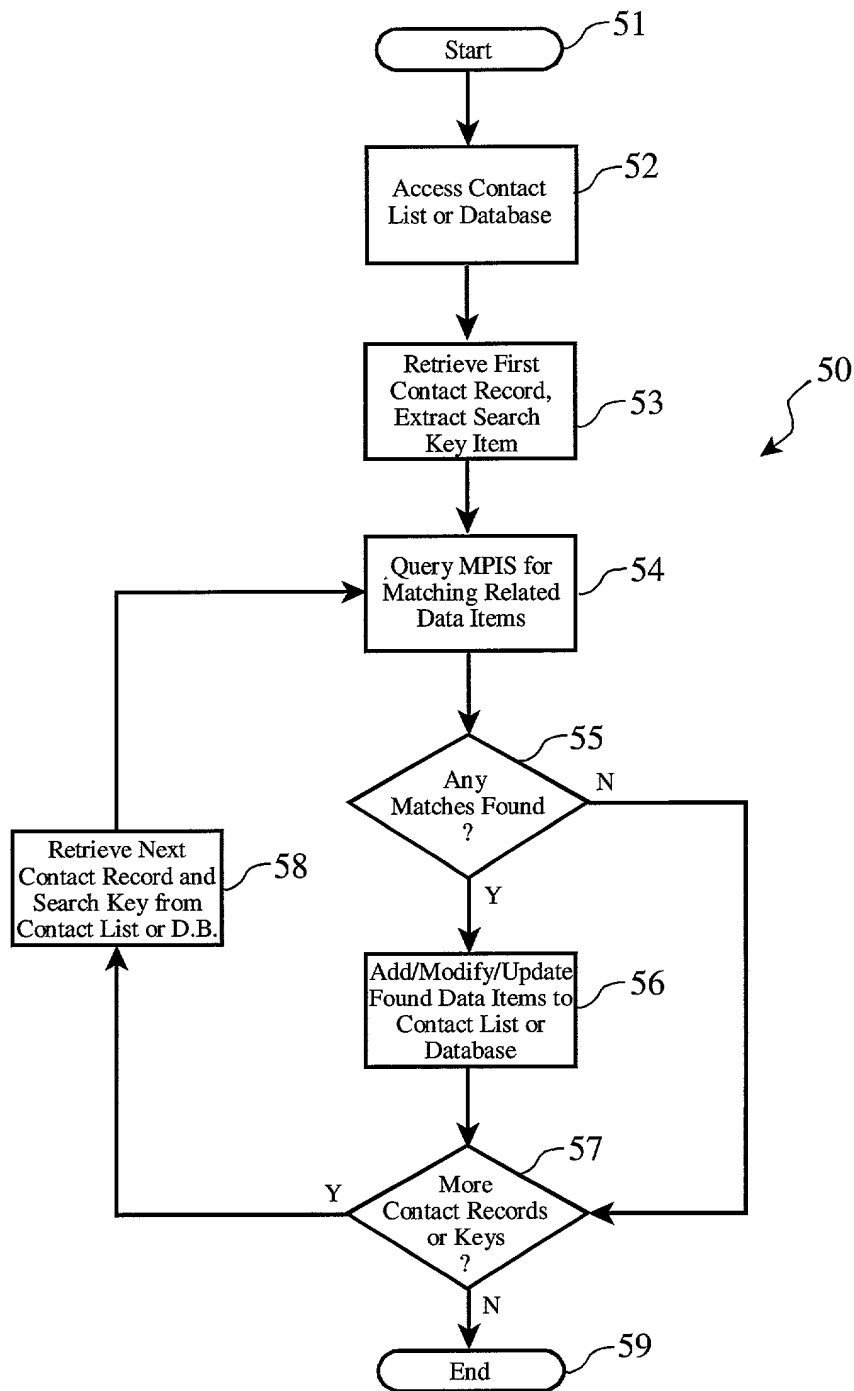 Start
51
Access Contact
List or Database
52
Retrieve First
Contact Record,
Extract Search
Key Item
53
50
Query MPIS for
Matching Related
Data Items
54
Any
Matches Found
?
55
N
Y
Retrieve Next
Contact Record and
Search Key from
Contact List or D.B.
58
Add/Modify/Update
Found Data Items to
Contact List or
Database
56
More
Contact Records
or Keys
?
57
Y
N
End
59